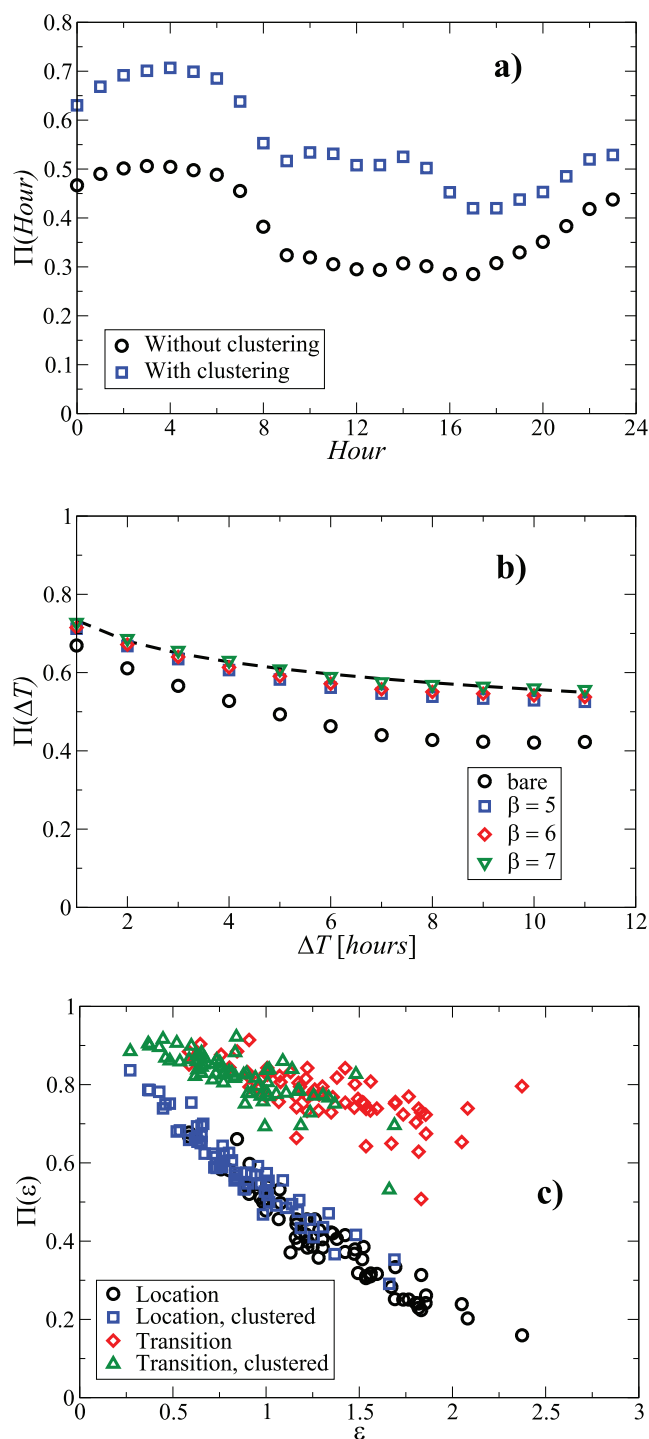 0.8
0.7
a)
0.6
0.5
Π(Hour)
0.4
0.3
0.2
Without clustering
0.1
With clustering
0
0 4 8 12 16 20 24
Hour
1
b)
0.8
0.6
Π(ΔT)
0.4
bare
β = 5
0.2
β = 6
β = 7
0
2 4 6 8 10 12
ΔT [hours]
1
0.8
0.6
c)
Π(ε)
0.4
Location
0.2
Location, clustered
Transition
Transition, clustered
0
0 0.5 1 1.5 2 2.5 3
ε